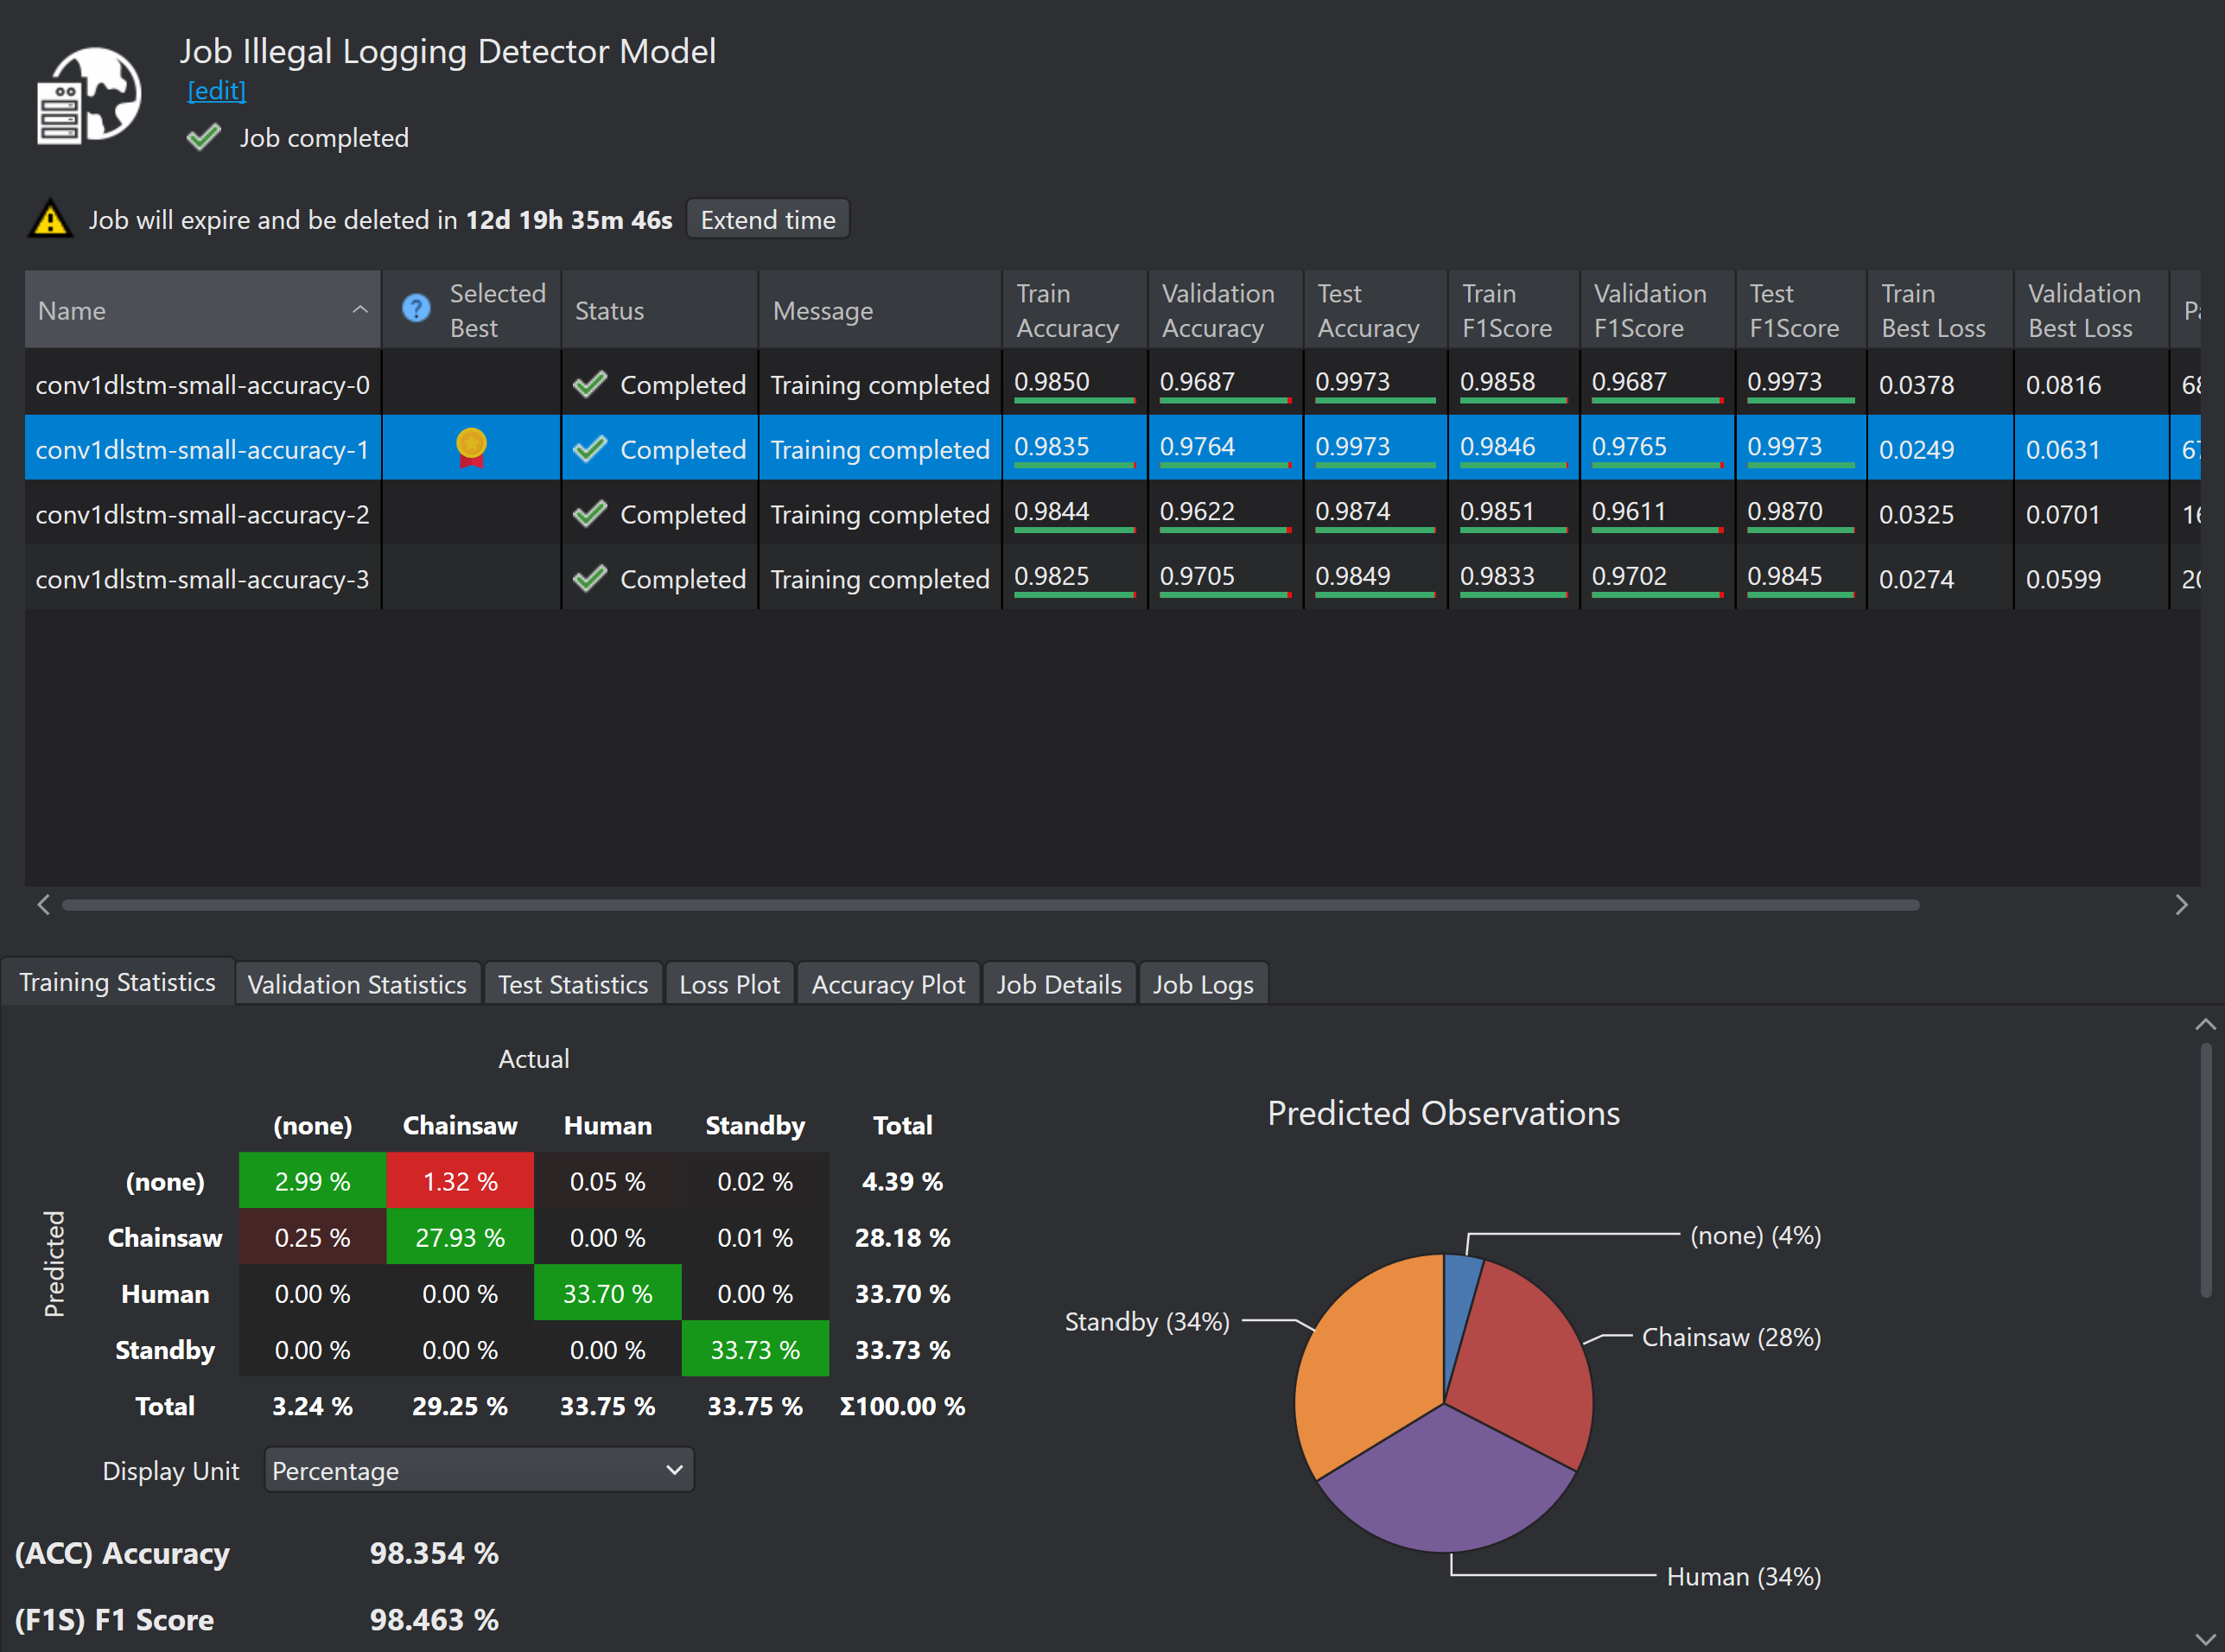 Job Illegal Logging Detector Model
[edit]
Job completed
Job will expire and be deleted in 12d 19h 35m 46s Extend time
Name ? Selected Best Status Message Train Accuracy Validation Accuracy Test Accuracy Train F1Score Validation F1Score Test F1Score Train Best Loss Validation Best Loss
conv1dlstm-small-accuracy-0 Completed Training completed 0.9850 0.9687 0.9973 0.9858 0.9687 0.9973 0.0378 0.0816
conv1dlstm-small-accuracy-1 Completed Training completed 0.9835 0.9764 0.9973 0.9846 0.9765 0.9973 0.0249 0.0631
conv1dlstm-small-accuracy-2 Completed Training completed 0.9844 0.9622 0.9874 0.9851 0.9611 0.9870 0.0325 0.0701
conv1dlstm-small-accuracy-3 Completed Training completed 0.9825 0.9705 0.9849 0.9833 0.9702 0.9845 0.0274 0.0599
Training Statistics Validation Statistics Test Statistics Loss Plot Accuracy Plot Job Details Job Logs
Actual
(none) Chainsaw Human Standby Total
(none) 2.99 % 1.32 % 0.05 % 0.02 % 4.39 %
Predicted
Chainsaw 0.25 % 27.93 % 0.00 % 0.01 % 28.18 %
Human 0.00 % 0.00 % 33.70 % 0.00 % 33.70 %
Standby 0.00 % 0.00 % 0.00 % 33.73 % 33.73 %
Total 3.24 % 29.25 % 33.75 % 33.75 % Σ100.00 %
Display Unit Percentage
(ACC) Accuracy 98.354 %
(F1S) F1 Score 98.463 %
Predicted Observations
(none) (4%)
Standby (34%)
Chainsaw (28%)
Human (34%)